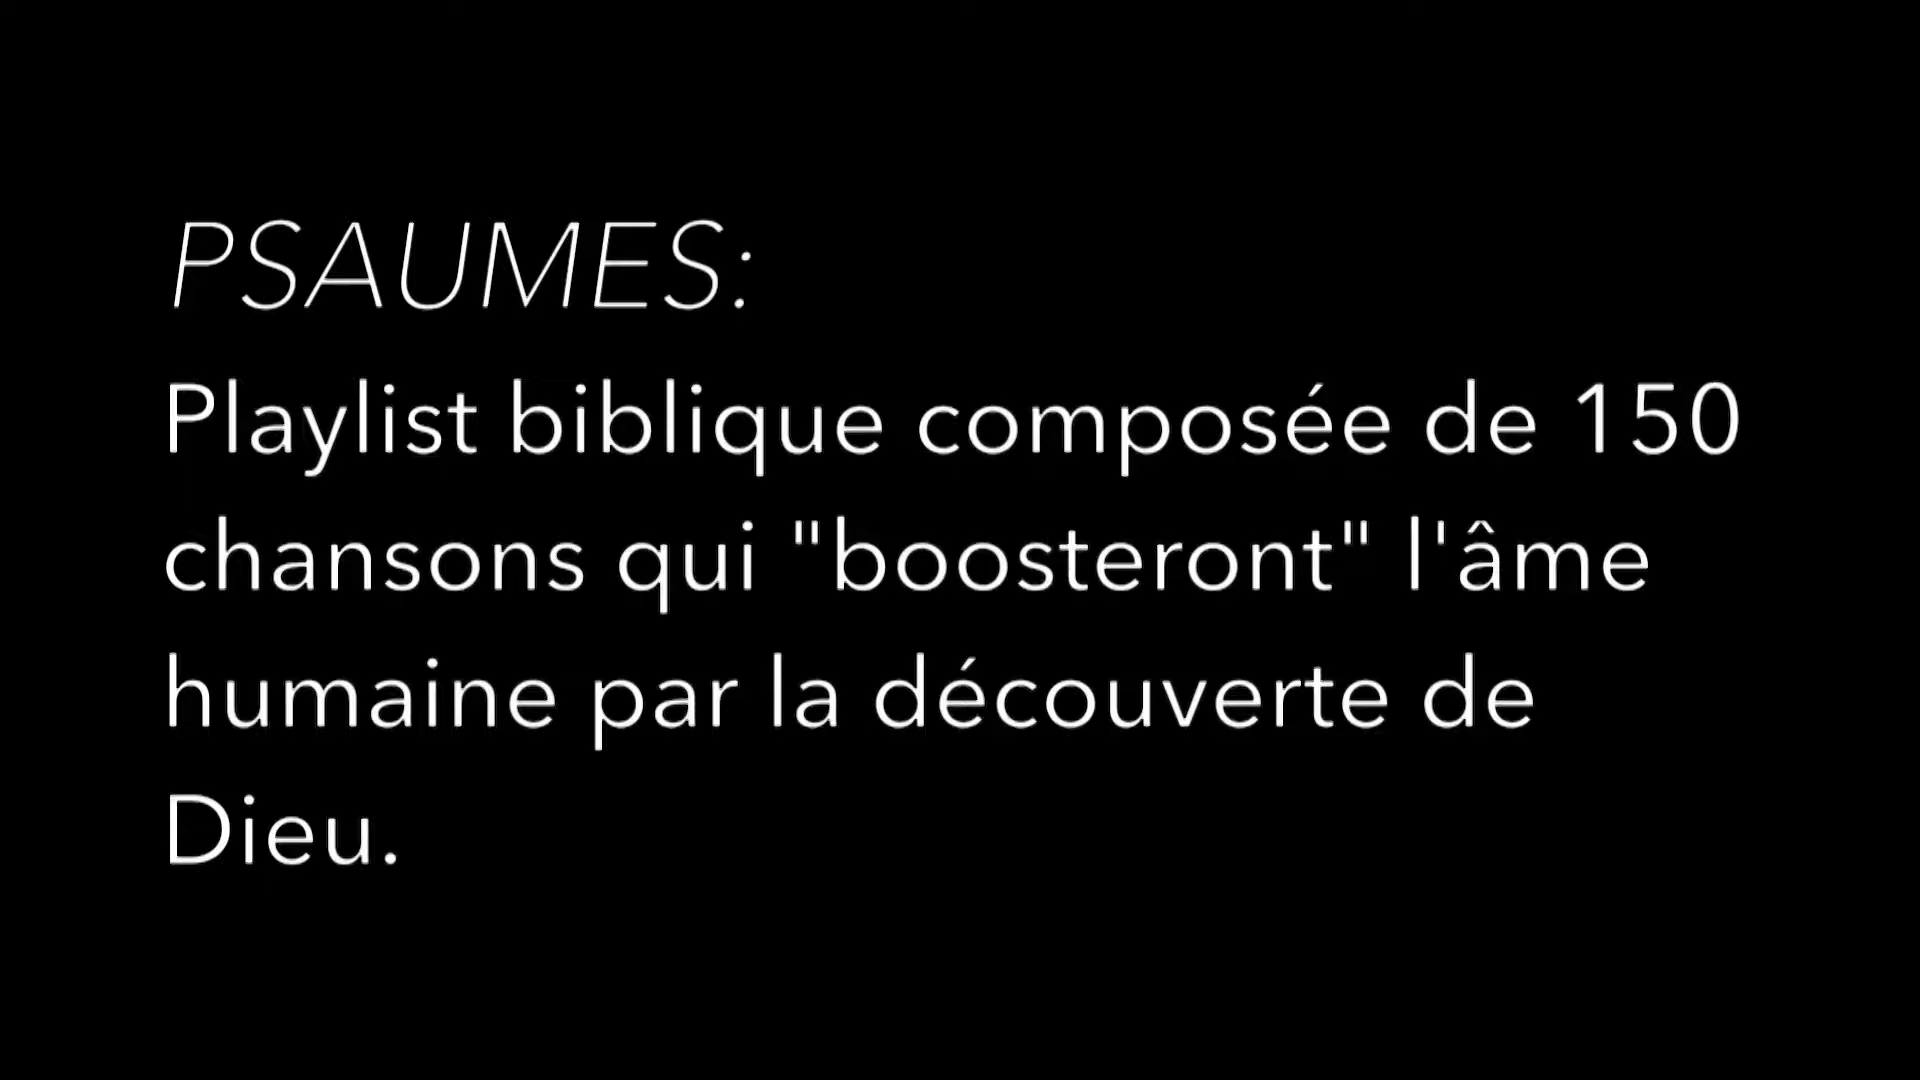 PSAUMES:
Playlist biblique composée de 150
chansons qui "boosteront" l'âme
humaine par la découverte de
Dieu.